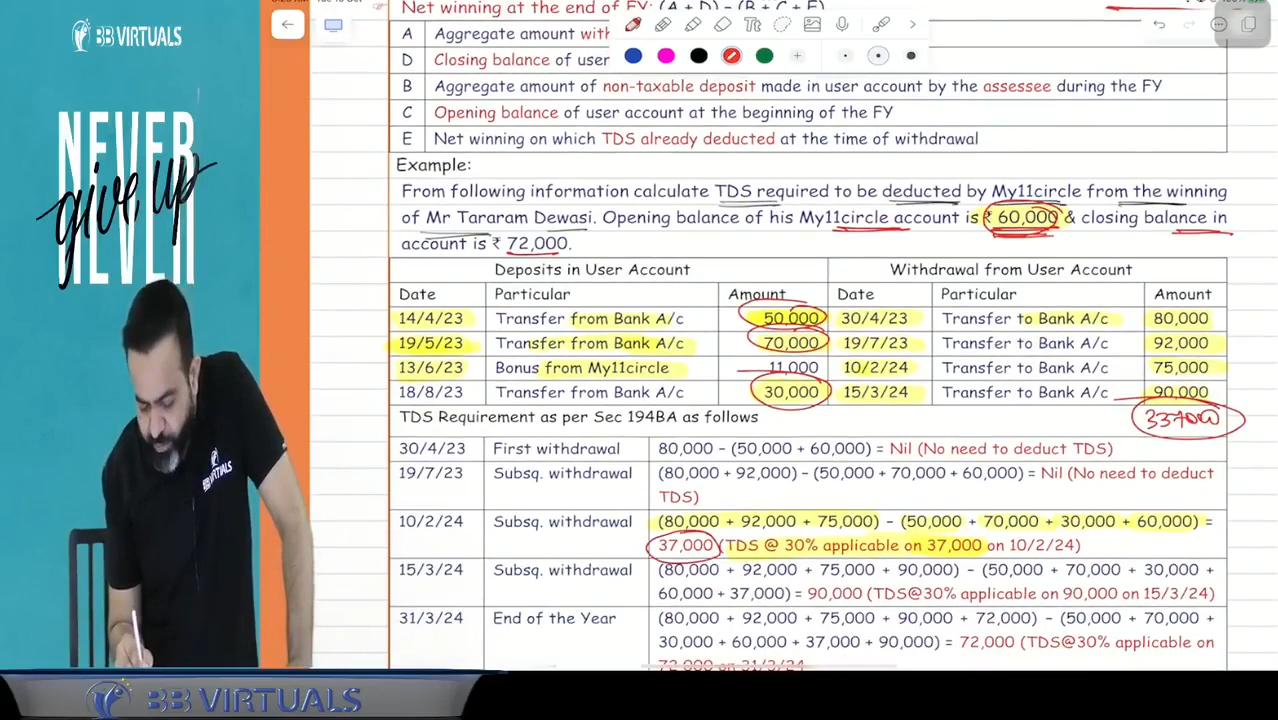 BB VIRTUALS
NEVER
give up
NEVER
Net winning at the end of FY: (A + D) - (B + C + E)
A Aggregate amount with
D Closing balance of user
B Aggregate amount of non-taxable deposit made in user account by the assessee during the FY
C Opening balance of user account at the beginning of the FY
E Net winning on which TDS already deducted at the time of withdrawal
Example:
From following information calculate TDS required to be deducted by My11circle from the winning
of Mr Tararam Dewasi. Opening balance of his My11circle account is ₹ 60,000 & closing balance in
account is ₹ 72,000.
Deposits in User Account Withdrawal from User Account
Date Particular Amount Date Particular Amount
14/4/23 Transfer from Bank A/c 50,000 30/4/23 Transfer to Bank A/c 80,000
19/5/23 Transfer from Bank A/c 70,000 19/7/23 Transfer to Bank A/c 92,000
13/6/23 Bonus from My11circle 11,000 10/2/24 Transfer to Bank A/c 75,000
18/8/23 Transfer from Bank A/c 30,000 15/3/24 Transfer to Bank A/c 90,000
337000
TDS Requirement as per Sec 194BA as follows
30/4/23 First withdrawal 80,000 - (50,000 + 60,000) = Nil (No need to deduct TDS)
19/7/23 Subsq. withdrawal (80,000 + 92,000) - (50,000 + 70,000 + 60,000) = Nil (No need to deduct
TDS)
10/2/24 Subsq. withdrawal (80,000 + 92,000 + 75,000) - (50,000 + 70,000 + 30,000 + 60,000) =
37,000 (TDS @ 30% applicable on 37,000 on 10/2/24)
15/3/24 Subsq. withdrawal (80,000 + 92,000 + 75,000 + 90,000) - (50,000 + 70,000 + 30,000 +
60,000 + 37,000) = 90,000 (TDS@30% applicable on 90,000 on 15/3/24)
31/3/24 End of the Year (80,000 + 92,000 + 75,000 + 90,000 + 72,000) - (50,000 + 70,000 +
30,000 + 60,000 + 37,000 + 90,000) = 72,000 (TDS@30% applicable on
72,000 on 31/3/24
BB VIRTUALS
BB VIRTUALS